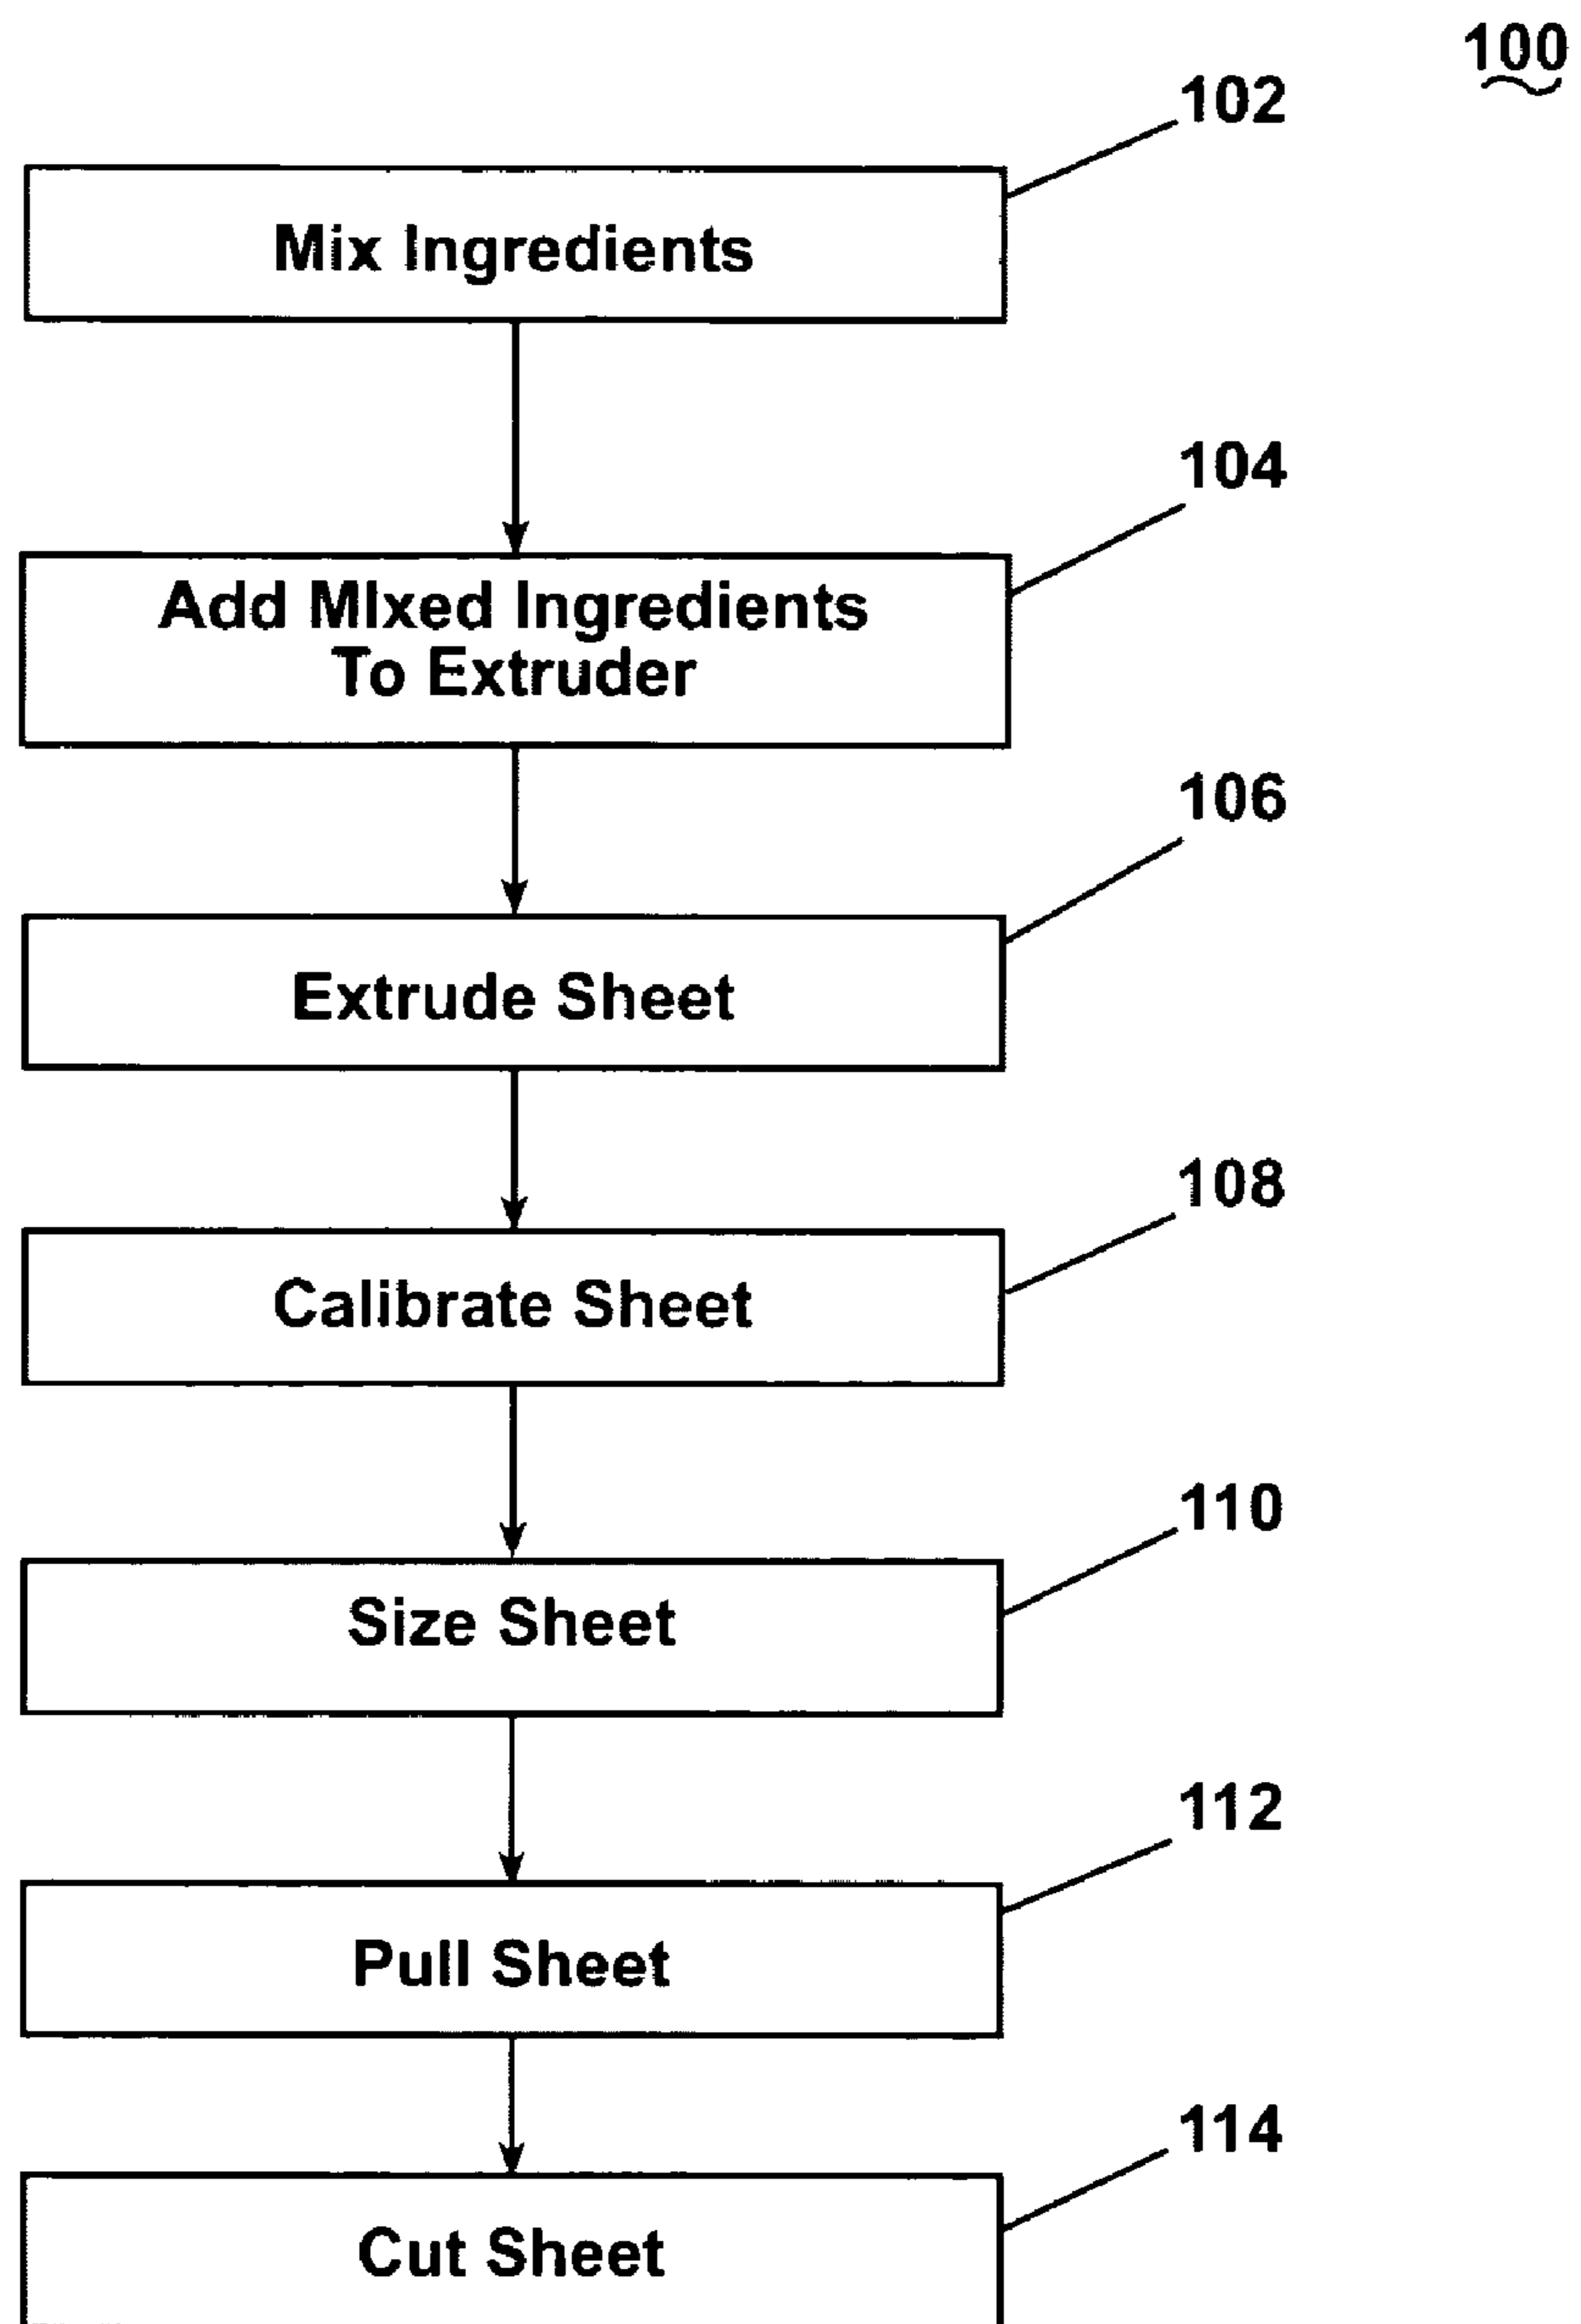 100
102
Mix Ingredients
104
Add MIxed Ingredients
To Extruder
106
Extrude Sheet
108
Calibrate Sheet
110
Size Sheet
112
Pull Sheet
114
Cut Sheet